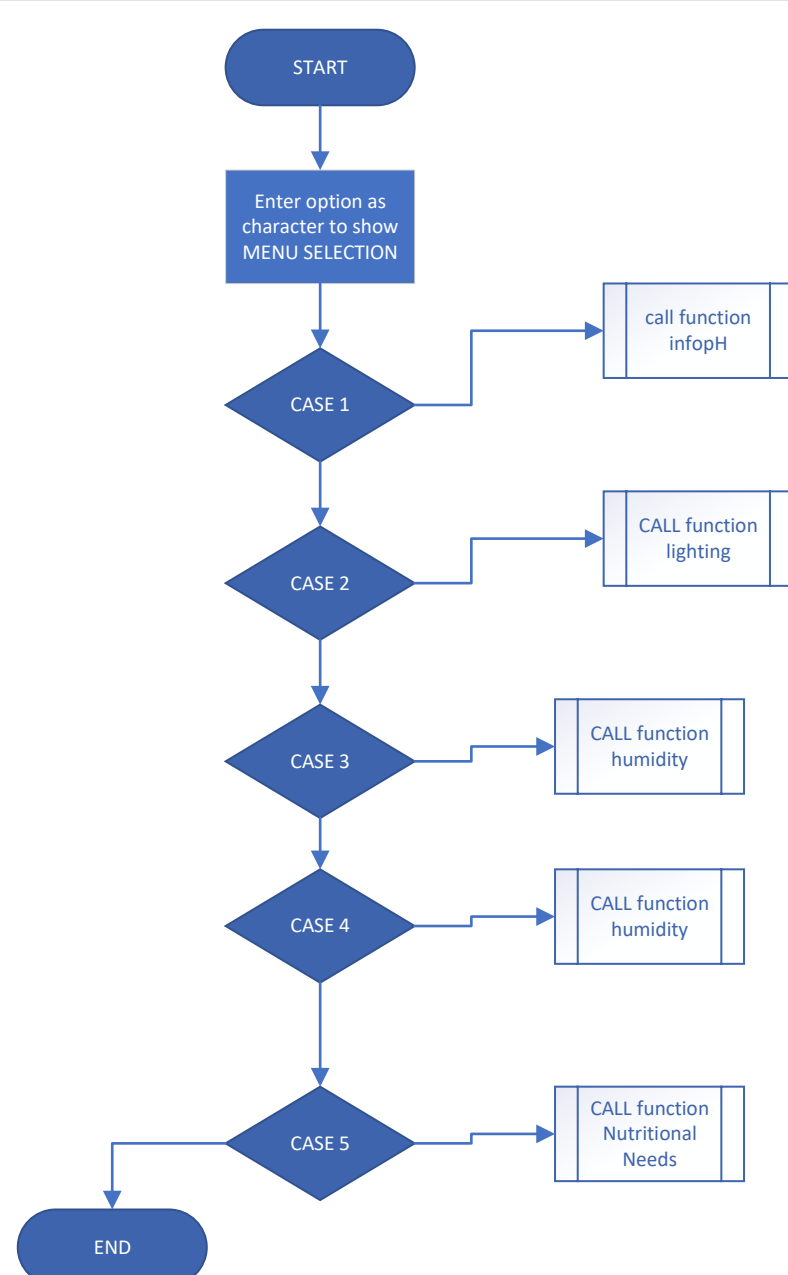 START
Enter option as
character to show
MENU SELECTION
call function
infopH
CASE 1
CALL function
lighting
CASE 2
CALL function
humidity
CASE 3
CALL function
humidity
CASE 4
CALL function
Nutritional
Needs
CASE 5
END